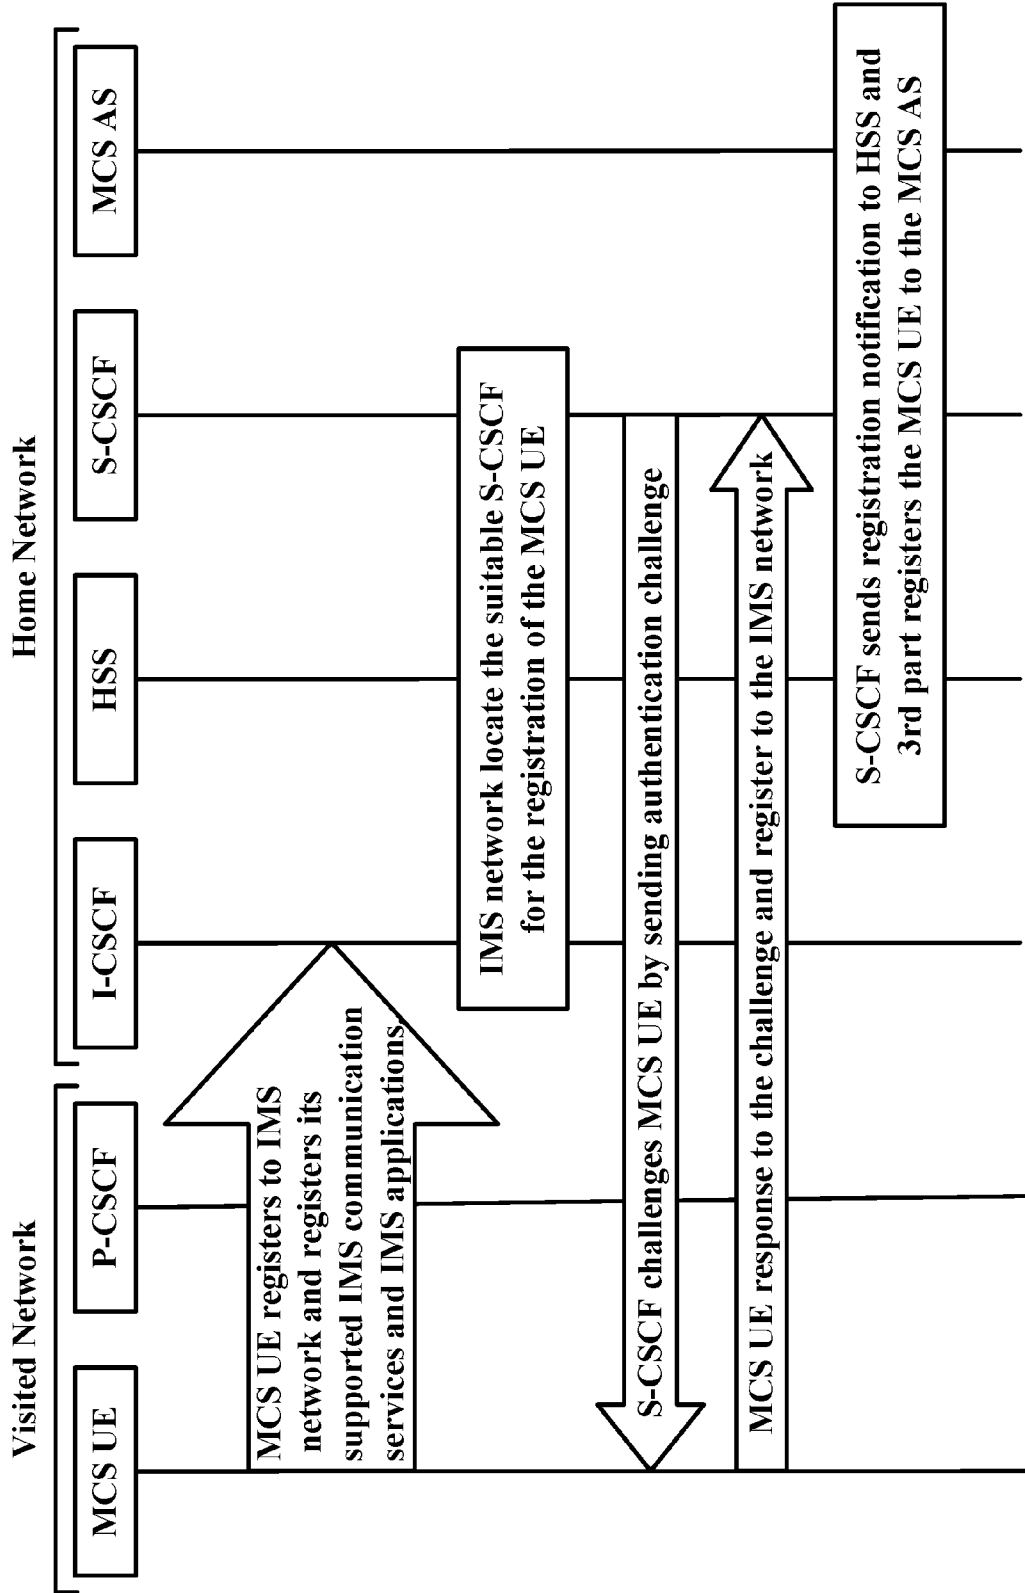 Visited Network
Home Network
MCS UE
P-CSCF
I-CSCF
HSS
S-CSCF
MCS AS
MCS UE registers to IMS
network and registers its
supported IMS communication
services and IMS applications
IMS network locate the suitable S-CSCF
for the registration of the MCS UE
S-CSCF challenges MCS UE by sending authentication challenge
MCS UE response to the challenge and register to the IMS network
S-CSCF sends registration notification to HSS and
3rd part registers the MCS UE to the MCS AS